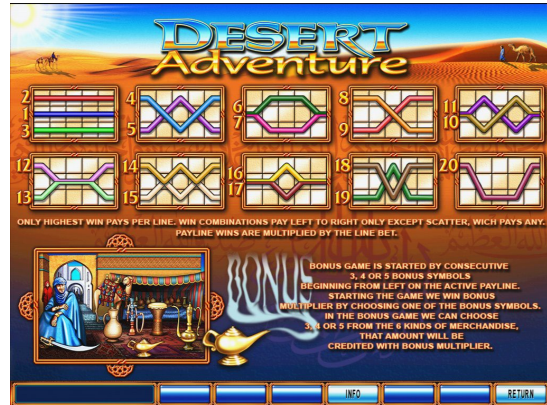 DESERT
Adventure
2 4 6 8 11
1 5 7 9 10
3
12 14 16 18 20
13 15 17 19
ONLY HIGHEST WIN PAYS PER LINE. WIN COMBINATIONS PAY LEFT TO RIGHT ONLY EXCEPT SCATTER, WICH PAYS ANY.
PAYLINE WINS ARE MULTIPLIED BY THE LINE BET.
BONUS
BONUS GAME IS STARTED BY CONSECUTIVE
3, 4 OR 5 BONUS SYMBOLS
BEGINNING FROM LEFT ON THE ACTIVE PAYLINE.
STARTING THE GAME WE WIN BONUS
MULTIPLIER BY CHOOSING ONE OF THE BONUS SYMBOLS.
IN THE BONUS GAME WE CAN CHOOSE
3, 4 OR 5 FROM THE 6 KINDS OF MERCHANDISE,
THAT AMOUNT WILL BE
CREDITED WITH BONUS MULTIPLIER.
INFO RETURN